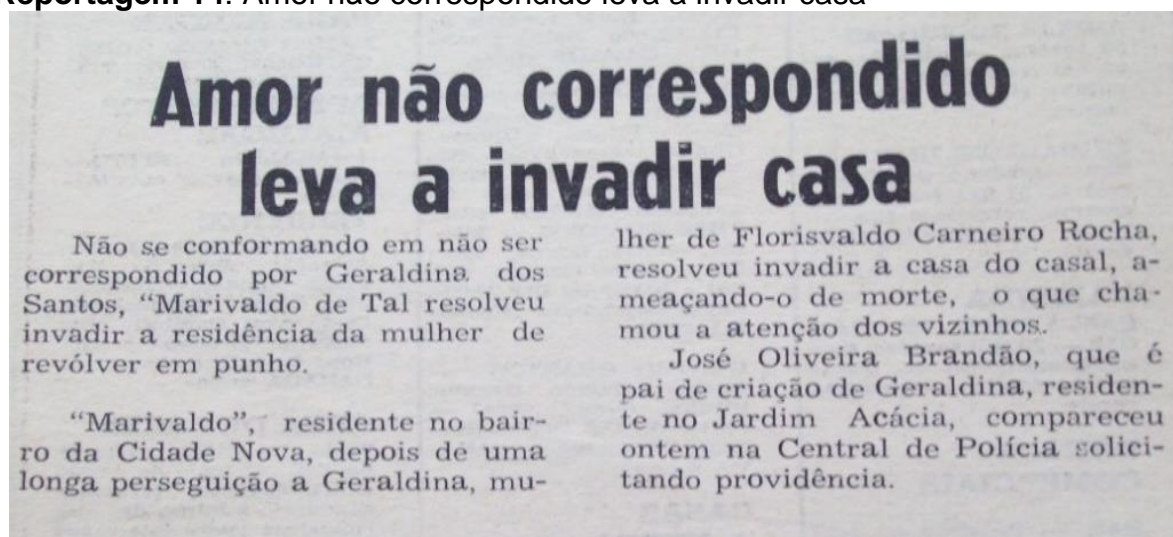 Reportagem 14: Amor não correspondido leva a invadir casa
Amor não correspondido
leva a invadir casa
Não se conformando em não ser
correspondido por Geraldina dos
Santos, “Marivaldo de Tal resolveu
invadir a residência da mulher de
revólver em punho.
“Marivaldo”, residente no bair-
ro da Cidade Nova, depois de uma
longa perseguição a Geraldina, mu-
lher de Florisvaldo Carneiro Rocha,
resolveu invadir a casa do casal, a-
meaçando-o de morte, o que cha-
mou a atenção dos vizinhos.
José Oliveira Brandão, que é
pai de criação de Geraldina, residen-
te no Jardim Acácia, compareceu
ontem na Central de Polícia solici-
tando providência.